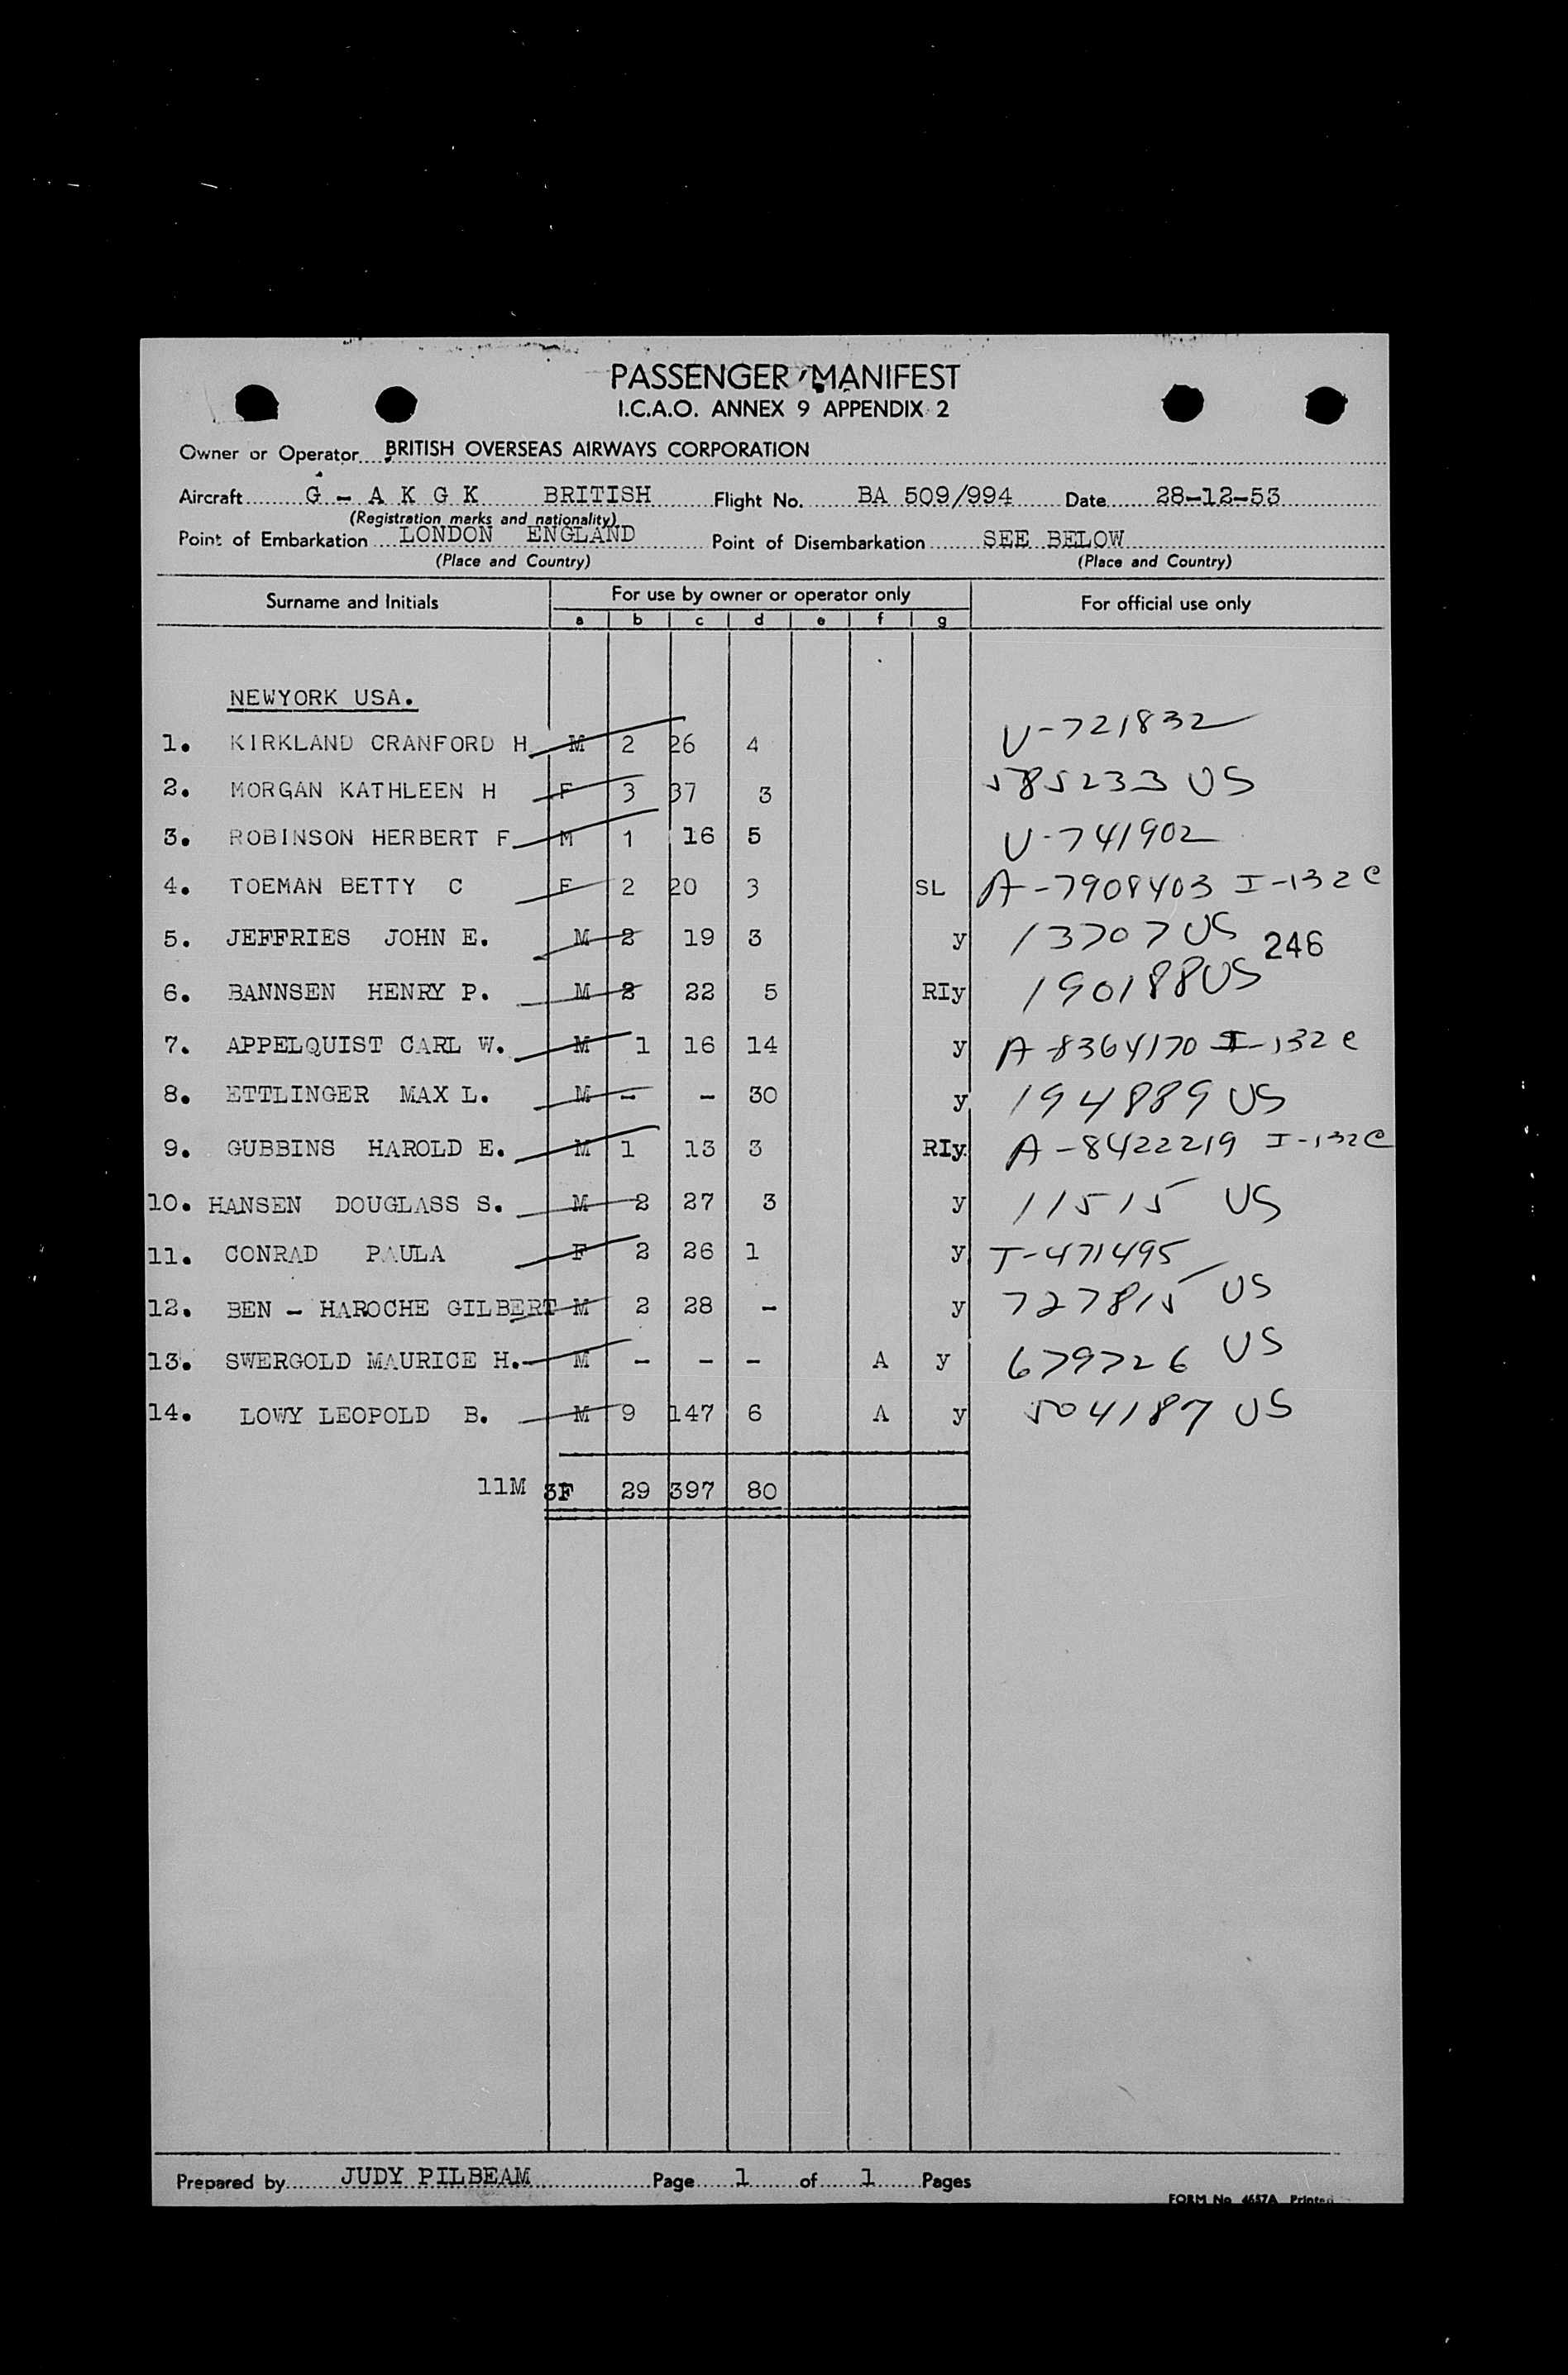 PASSENGER MANIFEST
I.C.A.O. ANNEX 9 APPENDIX 2
Owner or Operator BRITISH OVERSEAS AIRWAYS CORPORATION
Aircraft G - A K G K BRITISH Flight No. BA 509/994 Date 28-12-53
(Registration marks and nationality)
Point of Embarkation LONDON ENGLAND Point of Disembarkation SEE BELOW
(Place and Country) (Place and Country)
Surname and Initials For use by owner or operator only For official use only
a b c d e f g
NEWYORK USA.
1. KIRKLAND CRANFORD H M 2 26 4 U-721832
2. MORGAN KATHLEEN H F 3 37 3 585233 US
3. ROBINSON HERBERT F M 1 16 5 U-741902
4. TOEMAN BETTY C F 2 20 3 SL A-7908403 I-132C
5. JEFFRIES JOHN E. M 2 19 3 y 13707 US 246
6. BANNSEN HENRY P. M 2 22 5 RIy 190188 US
7. APPELQUIST CARL W. M 1 16 14 y A-8364170 I-132C
8. ETTLINGER MAX L. M - - 30 y 194889 US
9. GUBBINS HAROLD E. M 1 13 3 RIy A-8422219 I-132C
10. HANSEN DOUGLASS S. M 2 27 3 y 11515 US
11. CONRAD PAULA F 2 26 1 y T-471495
12. BEN - HAROCHE GILBERT M 2 28 - y 727815 US
13. SWERGOLD MAURICE H. M - - - A y 679726 US
14. LOWY LEOPOLD B. M 9 147 6 A y 504187 US
11M 3F 29 397 80
Prepared by JUDY PILBEAM Page 1 of 1 Pages
FORM No. 4657A Printed